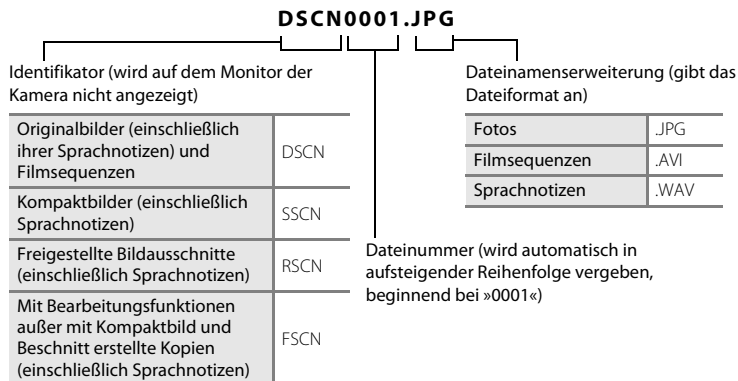 DSCN0001.JPG
Identifikator (wird auf dem Monitor der
Kamera nicht angezeigt)
Originalbilder (einschließlich
ihrer Sprachnotizen) und
Filmsequenzen
DSCN
Kompaktbilder (einschließlich
Sprachnotizen)
SSCN
Freigestellte Bildausschnitte
(einschließlich Sprachnotizen)
RSCN
Mit Bearbeitungsfunktionen
außer mit Kompaktbild und
Beschnitt erstellte Kopien
(einschließlich Sprachnotizen)
FSCN
Dateinamenserweiterung (gibt das
Dateiformat an)
Fotos
.JPG
Filmsequenzen
.AVI
Sprachnotizen
.WAV
Dateinummer (wird automatisch in
aufsteigender Reihenfolge vergeben,
beginnend bei »0001«)